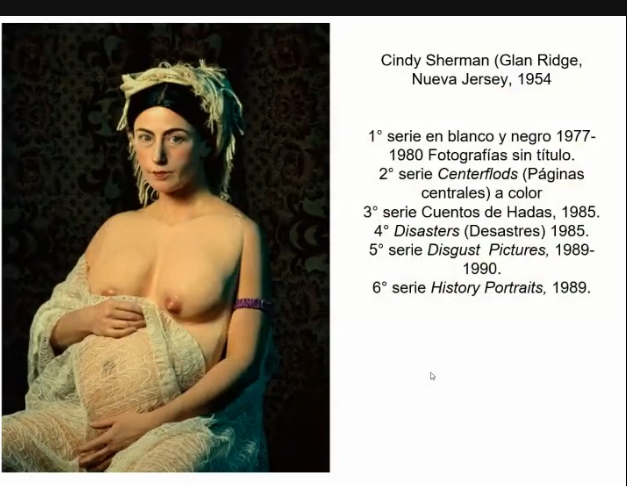 Cindy Sherman (Glan Ridge,
Nueva Jersey, 1954
1° serie en blanco y negro 1977-
1980 Fotografías sin título.
2° serie Centerflods (Páginas
centrales) a color
3° serie Cuentos de Hadas, 1985.
4° Disasters (Desastres) 1985.
5° serie Disgust Pictures, 1989-
1990.
6° serie History Portraits, 1989.